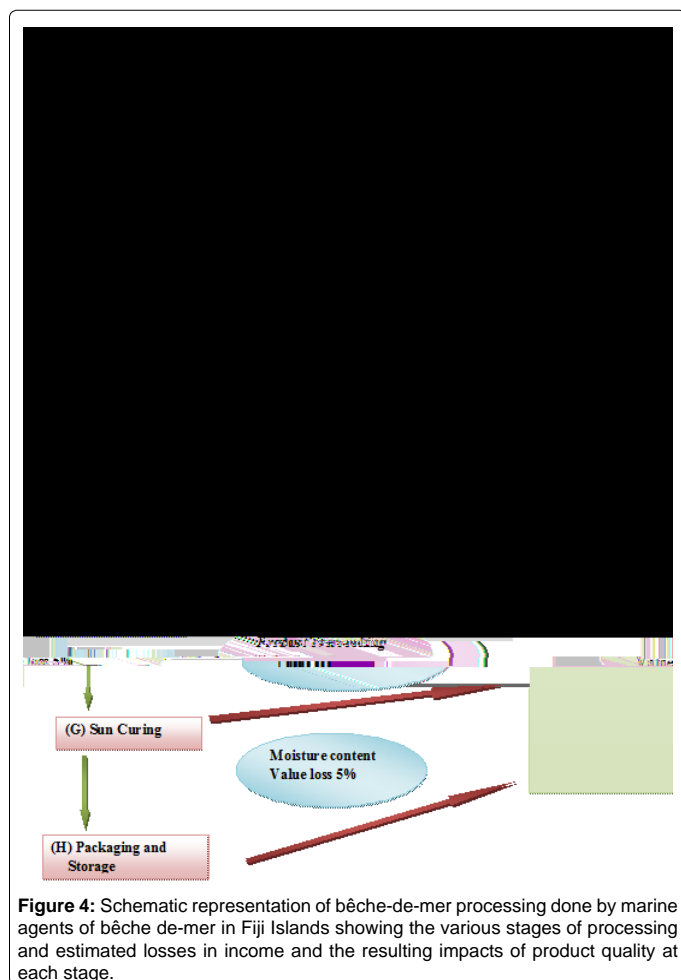 (G) Sun Curing
Moisture content
Value loss 5%
(H) Packaging and
Storage
Figure 4: Schematic representation of bêche-de-mer processing done by marine
agents of bêche de-mer in Fiji Islands showing the various stages of processing
and estimated losses in income and the resulting impacts of product quality at
each stage.